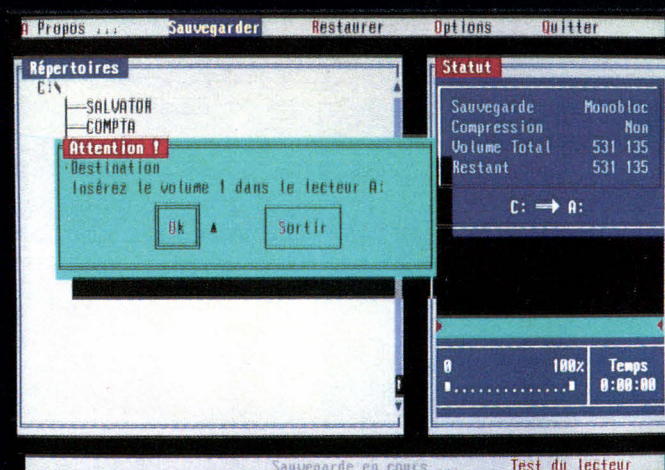 A Propos ... Sauvegarder Restaurer Options Quitter
Répertoires
C:\
SALVATOR
COMPTA
Attention !
Destination
Insérez le volume 1 dans le lecteur A:
Ok
Sortir
Statut
Sauvegarde Monobloc
Compression Non
Volume Total 531 135
Restant 531 135
C: → A:
0 100% Temps
0:00:00
Sauvegarde en cours Test du lecteur